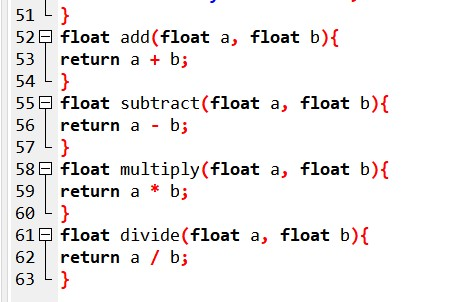 51 }
52 float add(float a, float b){
53 return a + b;
54 }
55 float subtract(float a, float b){
56 return a - b;
57 }
58 float multiply(float a, float b){
59 return a * b;
60 }
61 float divide(float a, float b){
62 return a / b;
63 }